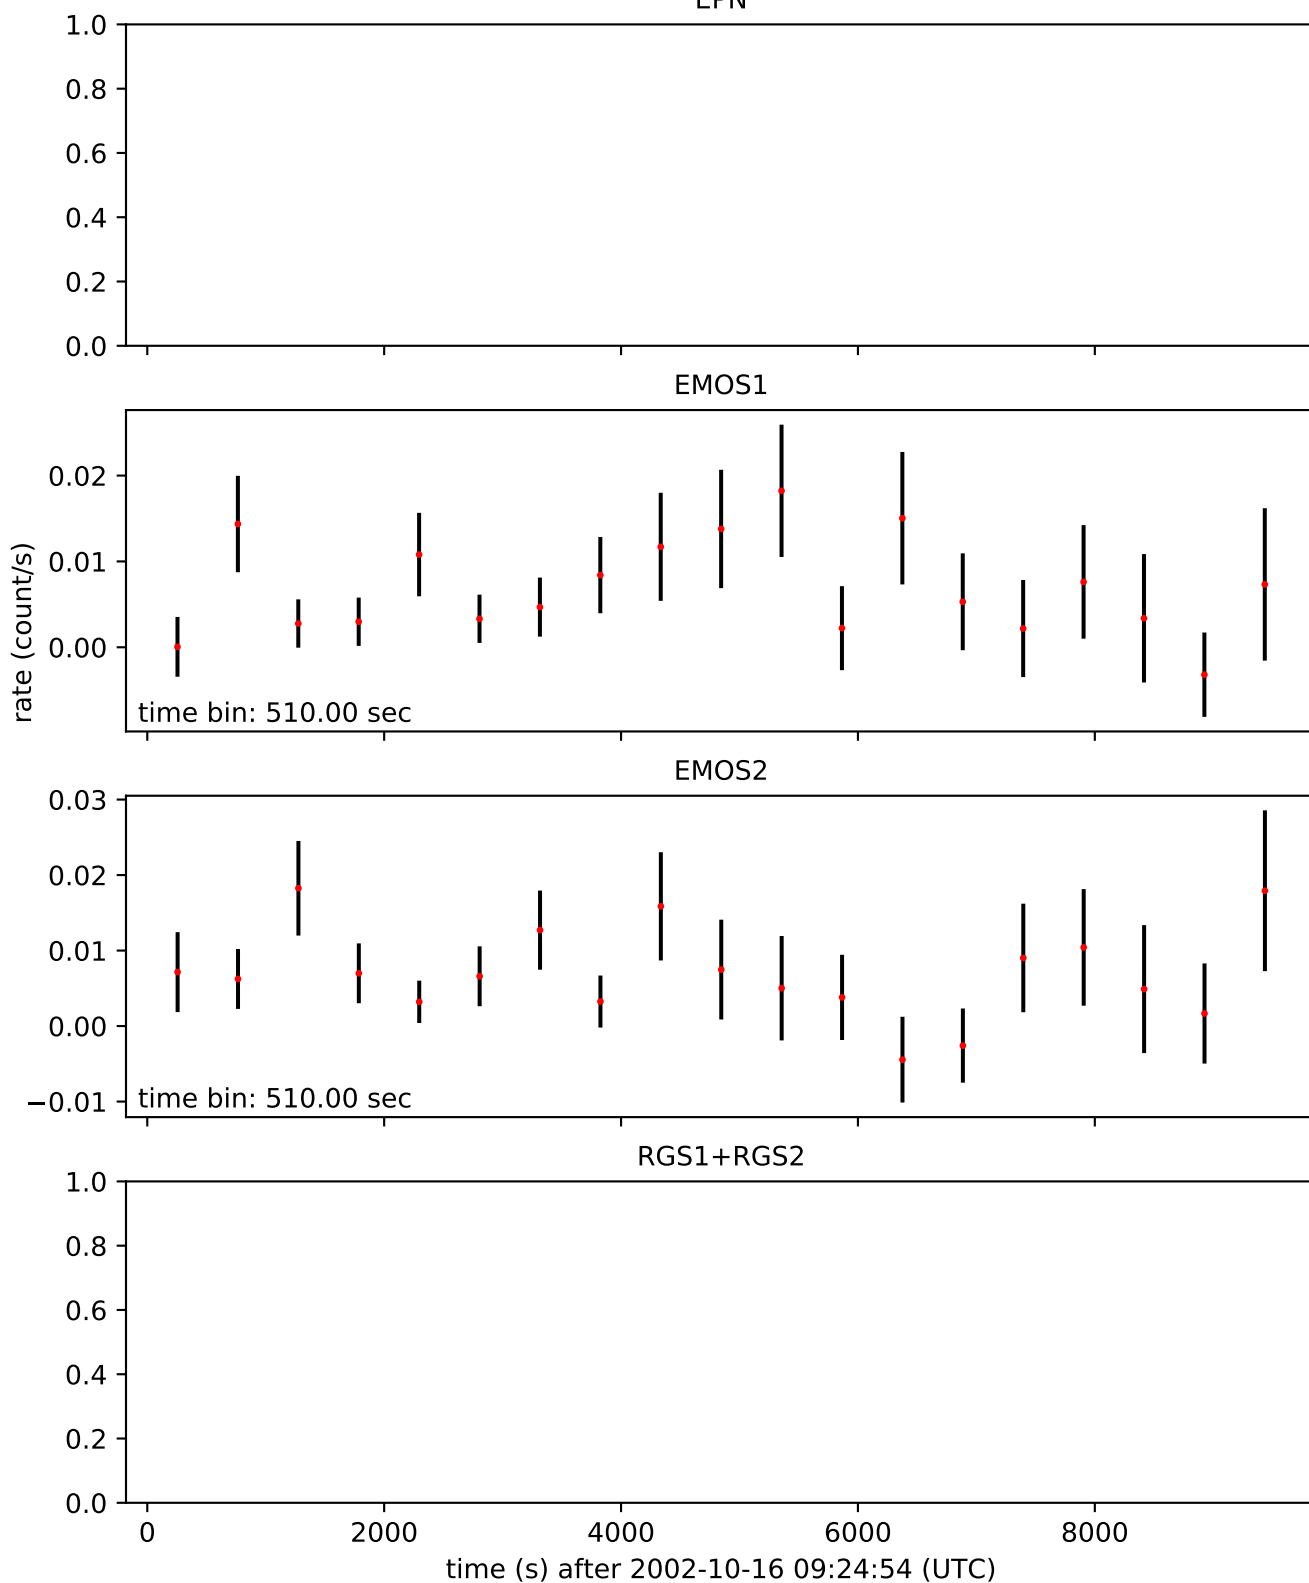 EPN
1.0
0.8
0.6
0.4
0.2
0.0
EMOS1
0.02
0.01
0.00
rate (count/s)
time bin: 510.00 sec
EMOS2
0.03
0.02
0.01
0.00
−0.01
time bin: 510.00 sec
RGS1+RGS2
1.0
0.8
0.6
0.4
0.2
0.0
0 2000 4000 6000 8000
time (s) after 2002-10-16 09:24:54 (UTC)